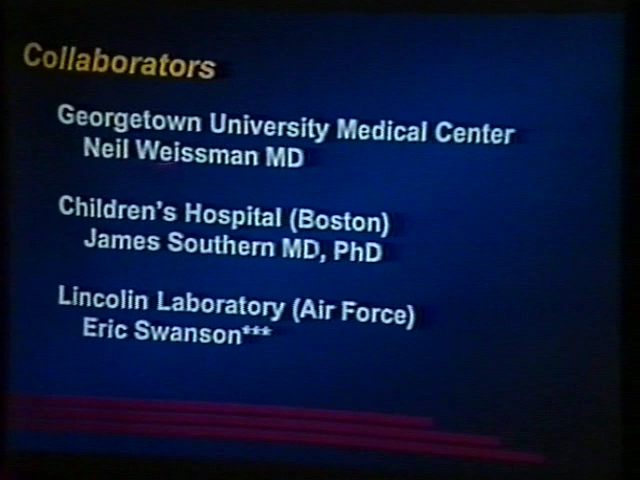 Collaborators
Georgetown University Medical Center
Neil Weissman MD
Children's Hospital (Boston)
James Southern MD, PhD
Lincolin Laboratory (Air Force)
Eric Swanson***